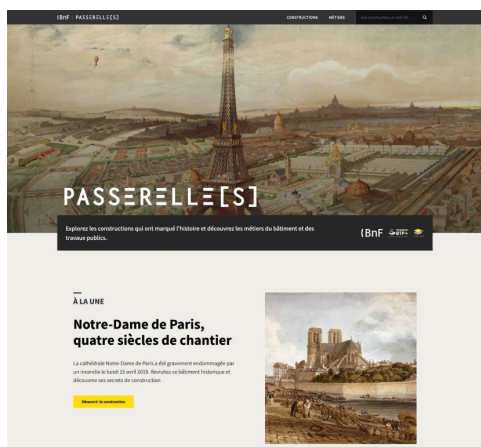 (BnF PASSERELLE[S]
CONSTRUCTIONS MÉTIERS
PASSERELLE[S]
Explorez les constructions qui ont marqué l'histoire et découvrez les métiers du bâtiment et des
travaux publics.
(BnF BTP+
À LA UNE
Notre-Dame de Paris,
quatre siècles de chantier
La cathédrale Notre-Dame de Paris a été gravement endommagée par
un incendie le lundi 15 avril 2019. Revisitez ce bâtiment historique et
découvrez ses secrets de construction
Découvrir la construction